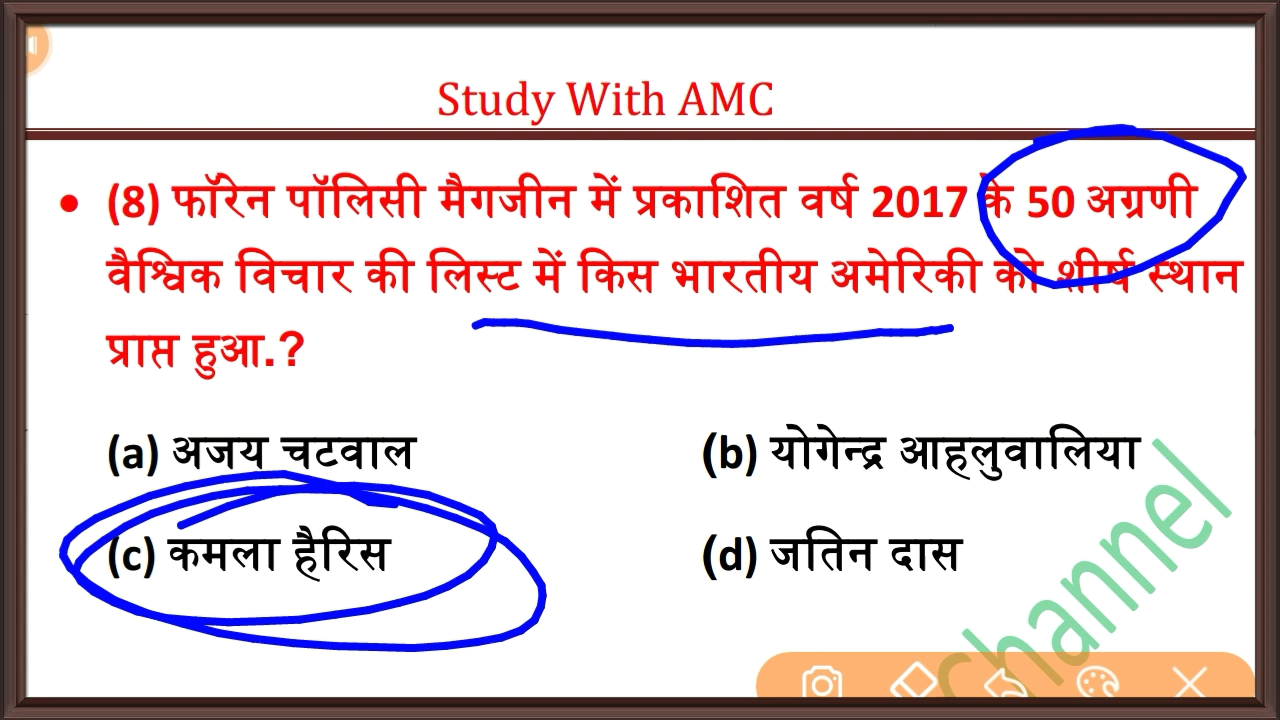 Study With AMC
• (8) फॉरेन पॉलिसी मैगजीन में प्रकाशित वर्ष 2017 के 50 अग्रणी
वैश्विक विचार की लिस्ट में किस भारतीय अमेरिकी को शीर्ष स्थान
प्राप्त हुआ.?
(a) अजय चटवाल (b) योगेन्द्र आहलुवालिया
(c) कमला हैरिस (d) जतिन दास
channel